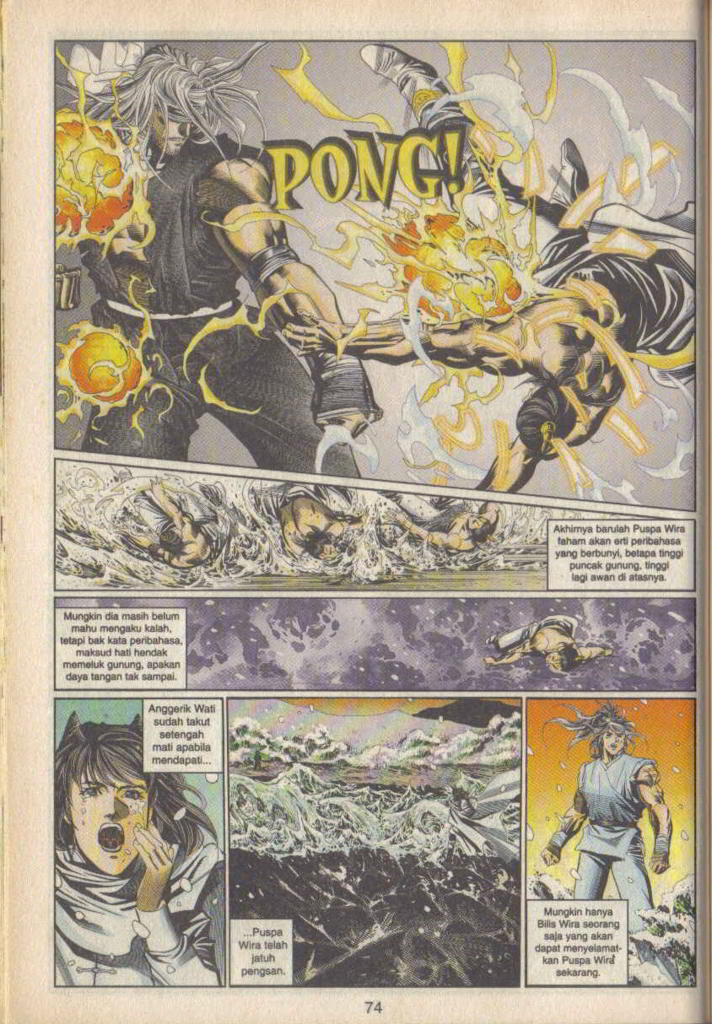 PONG!
Akhirnya barulah Puspa Wira
faham akan erti peribahasa
yang berbunyi, betapa tinggi
puncak gunung, tinggi
lagi awan di atasnya.
Mungkin dia masih belum
mahu mengaku kalah,
tetapi bak kata peribahasa,
maksud hati hendak
memeluk gunung, apakan
daya tangan tak sampai.
Anggerik Wati
sudah takut
setengah
mati apabila
mendapati...
...Puspa
Wira telah
jatuh
pengsan.
Mungkin hanya
Bilis Wira seorang
saja yang akan
dapat menyelamat-
kan Puspa Wira
sekarang.
74